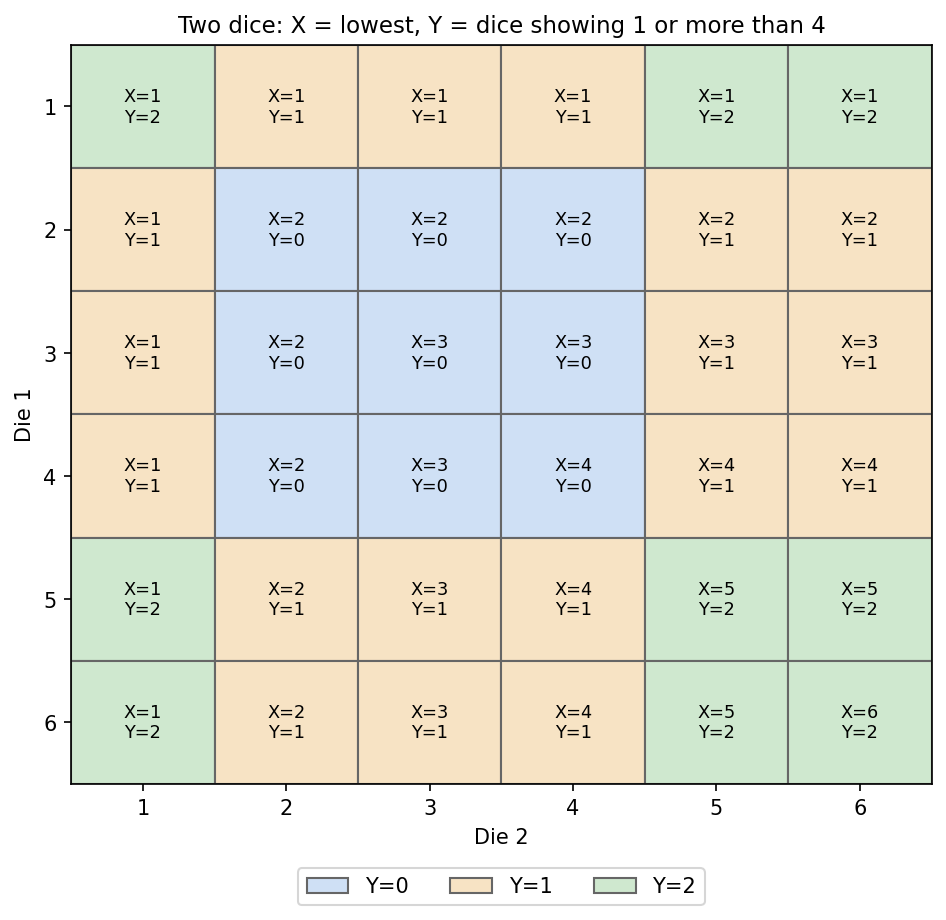 Two dice: X = lowest, Y = dice showing 1 or more than 4
1
X=1 X=1 X=1 X=1 X=1 X=1
Y=2 Y=1 Y=1 Y=1 Y=2 Y=2
2
X=1 X=2 X=2 X=2 X=2 X=2
Y=1 Y=0 Y=0 Y=0 Y=1 Y=1
3
X=1 X=2 X=3 X=3 X=3 X=3
Y=1 Y=0 Y=0 Y=0 Y=1 Y=1
Die 1
4
X=1 X=2 X=3 X=4 X=4 X=4
Y=1 Y=0 Y=0 Y=0 Y=1 Y=1
5
X=1 X=2 X=3 X=4 X=5 X=5
Y=2 Y=1 Y=1 Y=1 Y=2 Y=2
6
X=1 X=2 X=3 X=4 X=5 X=6
Y=2 Y=1 Y=1 Y=1 Y=2 Y=2
1 2 3 4 5 6
Die 2
Y=0 Y=1 Y=2